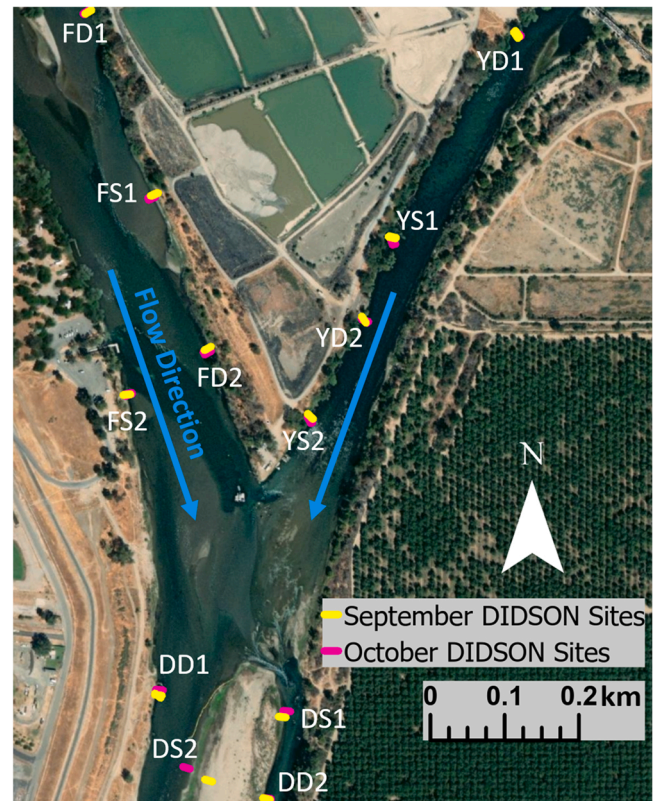 FD1
YD1
FS1
YS1
Flow Direction
YD2
FD2
FS2
YS2
N
September DIDSON Sites
October DIDSON Sites
0 0.1 0.2 km
DD1
DS1
DS2
DD2